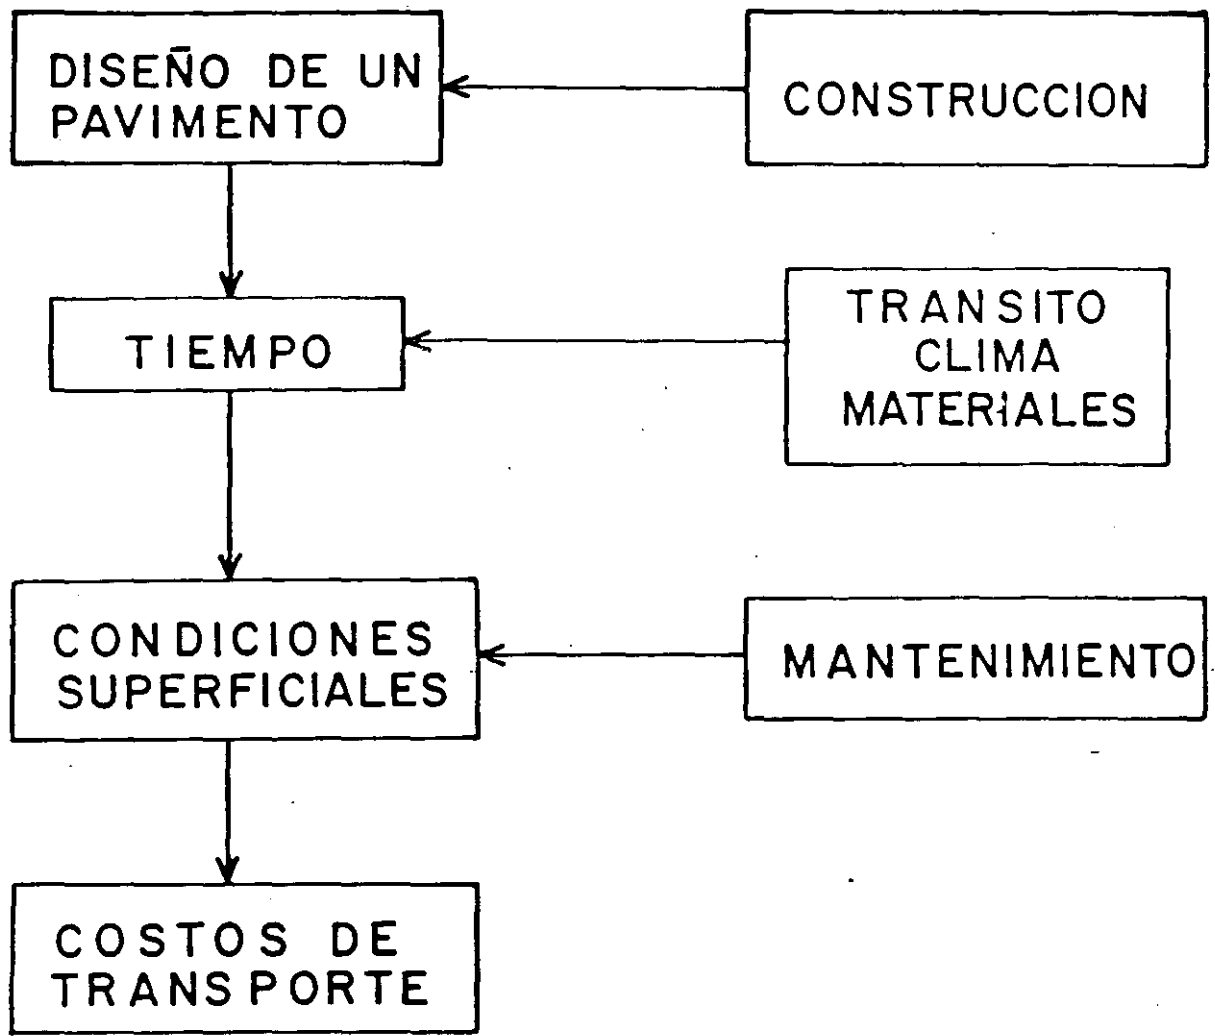 DISEÑO DE UN
PAVIMENTO
CONSTRUCCION
TIEMPO
TRANSITO
CLIMA
MATERIALES
CONDICIONES
SUPERFICIALES
MANTENIMIENTO
COSTOS DE
TRANSPORTE